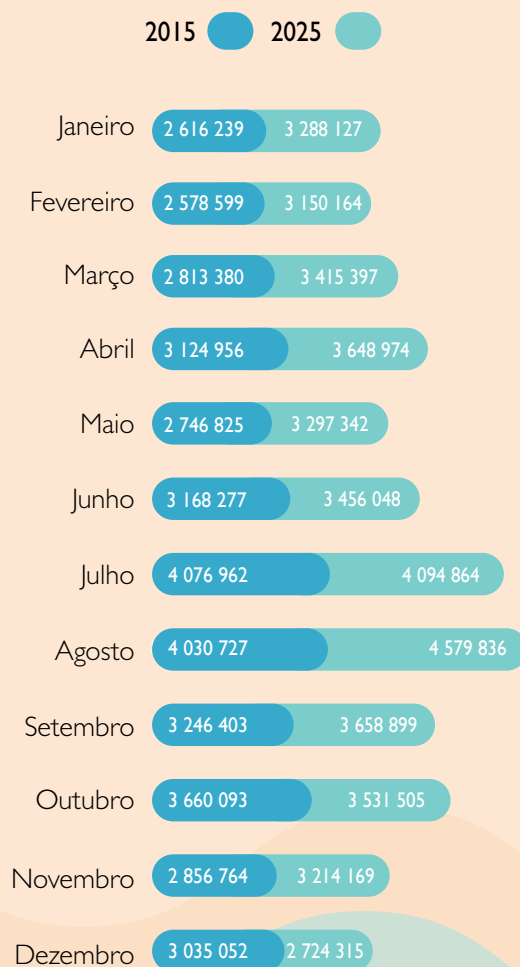 2015 2025
Janeiro 2 616 239 3 288 127
Fevereiro 2 578 599 3 150 164
Março 2 813 380 3 415 397
Abril 3 124 956 3 648 974
Maio 2 746 825 3 297 342
Junho 3 168 277 3 456 048
Julho 4 076 962 4 094 864
Agosto 4 030 727 4 579 836
Setembro 3 246 403 3 658 899
Outubro 3 660 093 3 531 505
Novembro 2 856 764 3 214 169
Dezembro 3 035 052 2 724 315